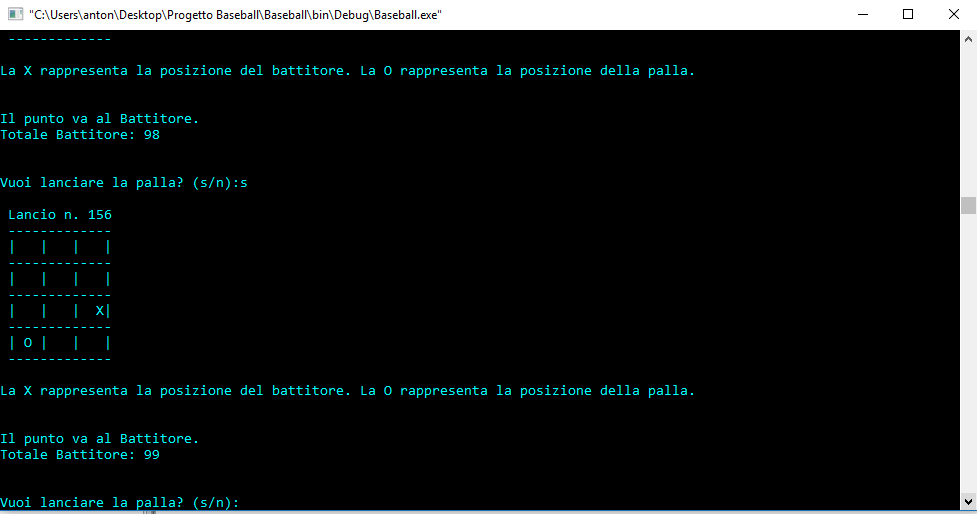 "C:\Users\anton\Desktop\Progetto Baseball\Baseball\bin\Debug\Baseball.exe"
-------------
La X rappresenta la posizione del battitore. La O rappresenta la posizione della palla.
Il punto va al Battitore.
Totale Battitore: 98
Vuoi lanciare la palla? (s/n):s
Lancio n. 156
-------------
|   |   |   |
-------------
|   |   |   |
-------------
|   |   |  X|
-------------
| O |   |   |
-------------
La X rappresenta la posizione del battitore. La O rappresenta la posizione della palla.
Il punto va al Battitore.
Totale Battitore: 99
Vuoi lanciare la palla? (s/n):